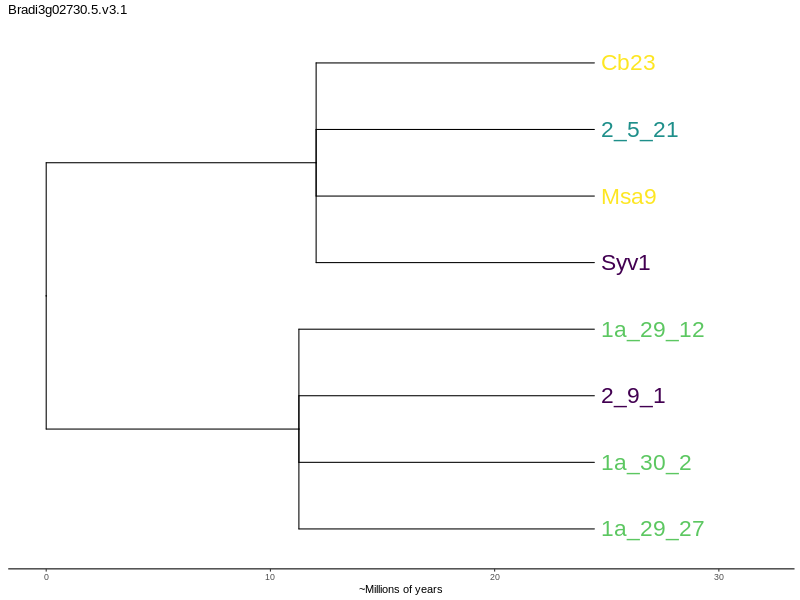 Bradi3g02730.5.v3.1
Cb23
2_5_21
Msa9
Syv1
1a_29_12
2_9_1
1a_30_2
1a_29_27
0 10 20 30
~Millions of years